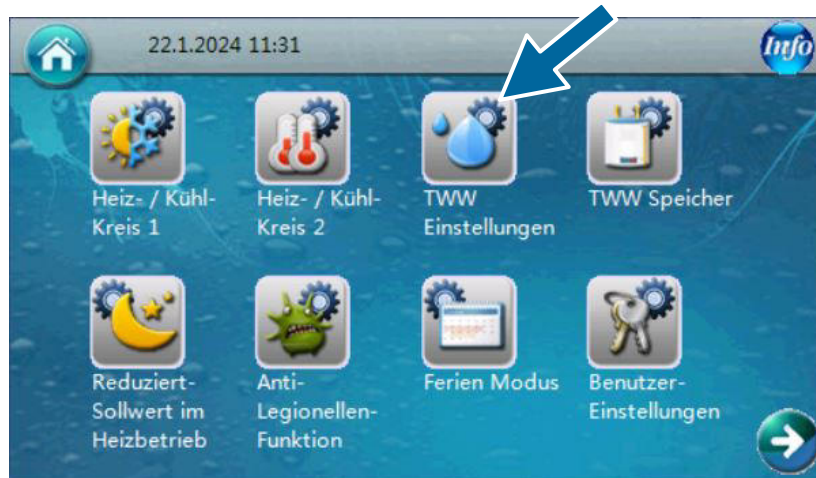 22.1.2024 11:31
Info
Heiz- / Kühl-
Kreis 1
Heiz- / Kühl-
Kreis 2
TWW
Einstellungen
TWW Speicher
Reduziert-
Sollwert im
Heizbetrieb
Anti-
Legionellen-
Funktion
Ferien Modus
Benutzer-
Einstellungen